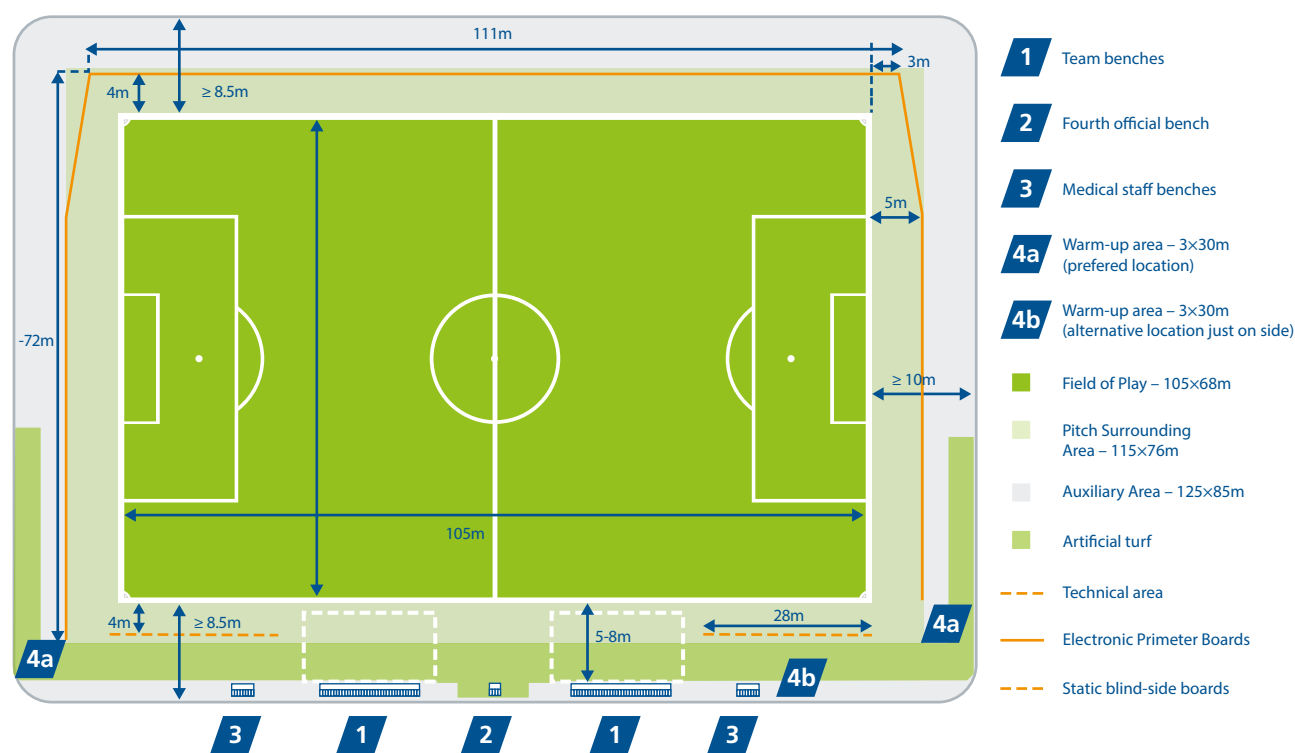 111m
3m
4m
≥ 8.5m
5m
-72m
≥ 10m
105m
4m
≥ 8.5m
5-8m
28m
4a
4a
4b
3
1
2
1
3
1
Team benches
2
Fourth official bench
3
Medical staff benches
4a
Warm-up area – 3×30m
(prefered location)
4b
Warm-up area – 3×30m
(alternative location just on side)
Field of Play – 105×68m
Pitch Surrounding
Area – 115×76m
Auxiliary Area – 125×85m
Artificial turf
Technical area
Electronic Primeter Boards
Static blind-side boards